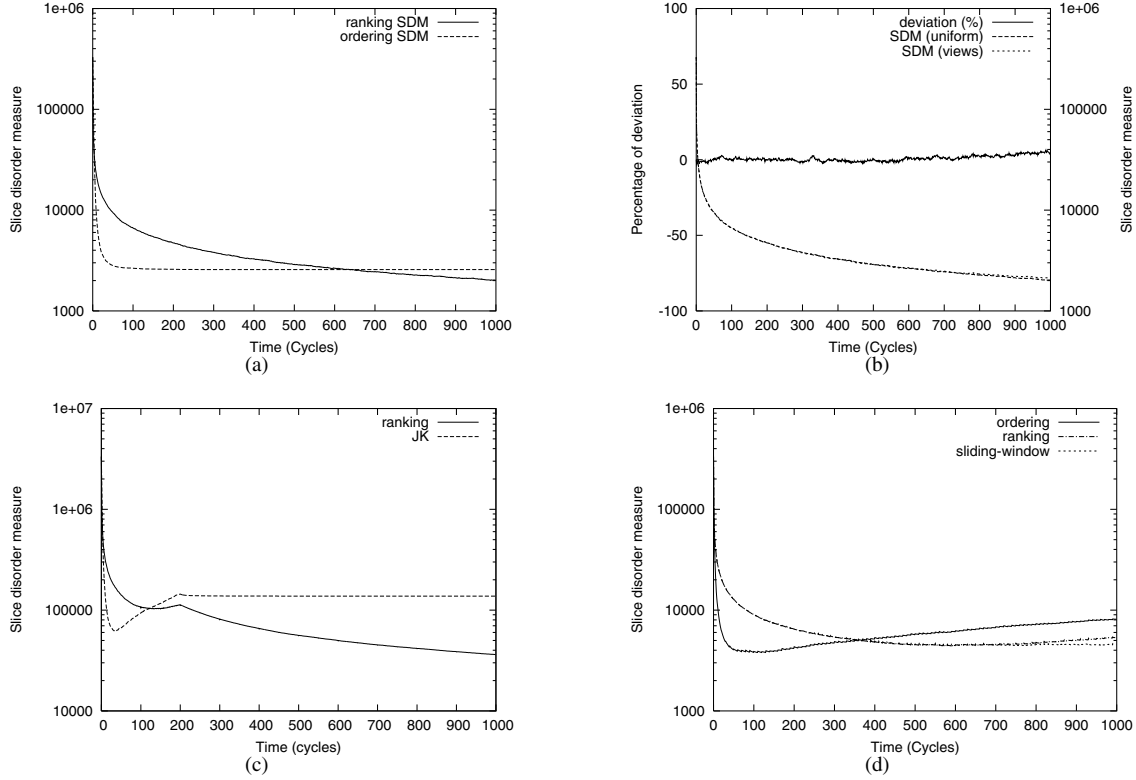 1e+06
100000
10000
1000
Slice disorder measure
ranking SDM
ordering SDM
0 100 200 300 400 500 600 700 800 900 1000
Time (Cycles)
(a)
100
50
0
-50
-100
Percentage of deviation
deviation (%)
SDM (uniform)
SDM (views)
1e+06
100000
10000
1000
Slice disorder measure
0 100 200 300 400 500 600 700 800 900 1000
Time (Cycles)
(b)
1e+07
1e+06
100000
10000
Slice disorder measure
ranking
JK
0 100 200 300 400 500 600 700 800 900 1000
Time (cycles)
(c)
1e+06
100000
10000
1000
Slice disorder measure
ordering
ranking
sliding-window
0 100 200 300 400 500 600 700 800 900 1000
Time (Cycles)
(d)